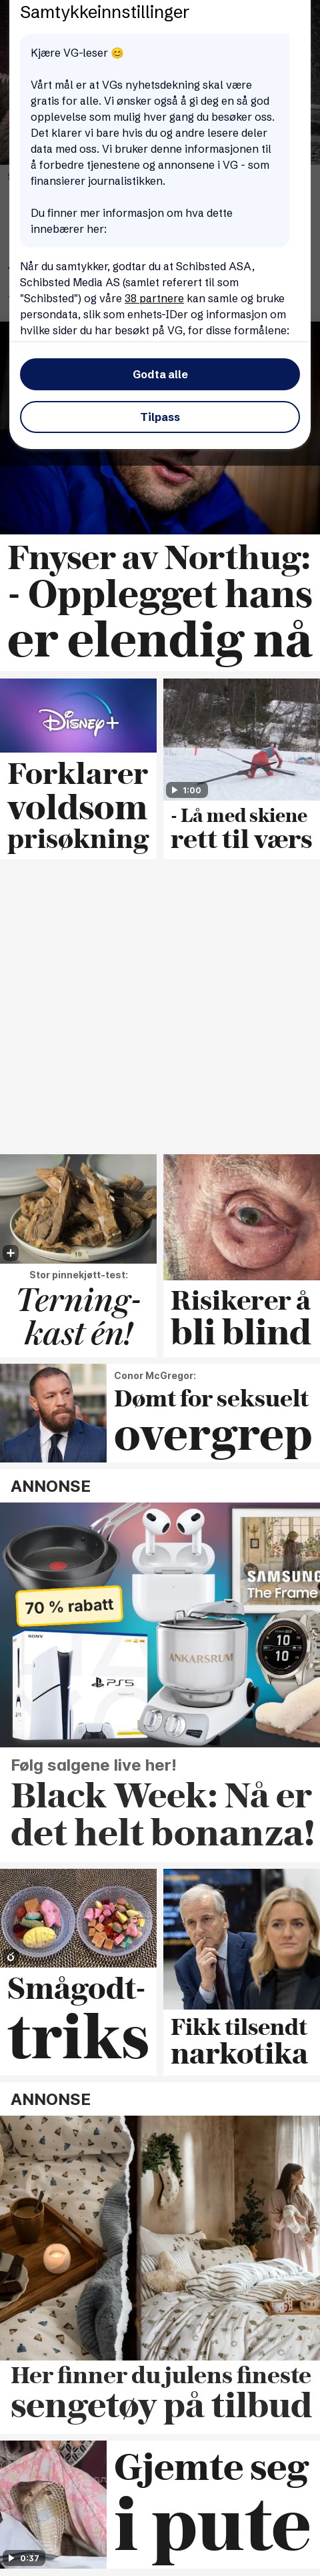 Samtykkeinnstillinger
Kjære VG-leser 😊
Vårt mål er at VGs nyhetsdekning skal være
gratis for alle. Vi ønsker også å gi deg en så god
opplevelse som mulig hver gang du besøker oss.
Det klarer vi bare hvis du og andre lesere deler
data med oss. Vi bruker denne informasjonen til
å forbedre tjenestene og annonsene i VG - som
finansierer journalistikken.
Du finner mer informasjon om hva dette
innebærer her:
Når du samtykker, godtar du at Schibsted ASA,
Schibsted Media AS (samlet referert til som
"Schibsted") og våre 38 partnere kan samle og bruke
persondata, slik som enhets-IDer og informasjon om
hvilke sider du har besøkt på VG, for disse formålene:
Godta alle
Tilpass
Fnyser av Northug:
- Opplegget hans
er elendig nå
Disney+
Forklarer
voldsom
prisøkning
1:00
- Lå med skiene
rett til værs
Stor pinnekjøtt-test:
Terning-
kast én!
Risikerer å
bli blind
Conor McGregor:
Dømt for seksuelt
overgrep
ANNONSE
SAMSUNG
The Frame
70 % rabatt
ANKARSRUM
SONY
PS5
Følg salgene live her!
Black Week: Nå er
det helt bonanza!
Smågodt-
triks
Fikk tilsendt
narkotika
ANNONSE
Her finner du julens fineste
sengetøy på tilbud
0:37
Gjemte seg
i pute